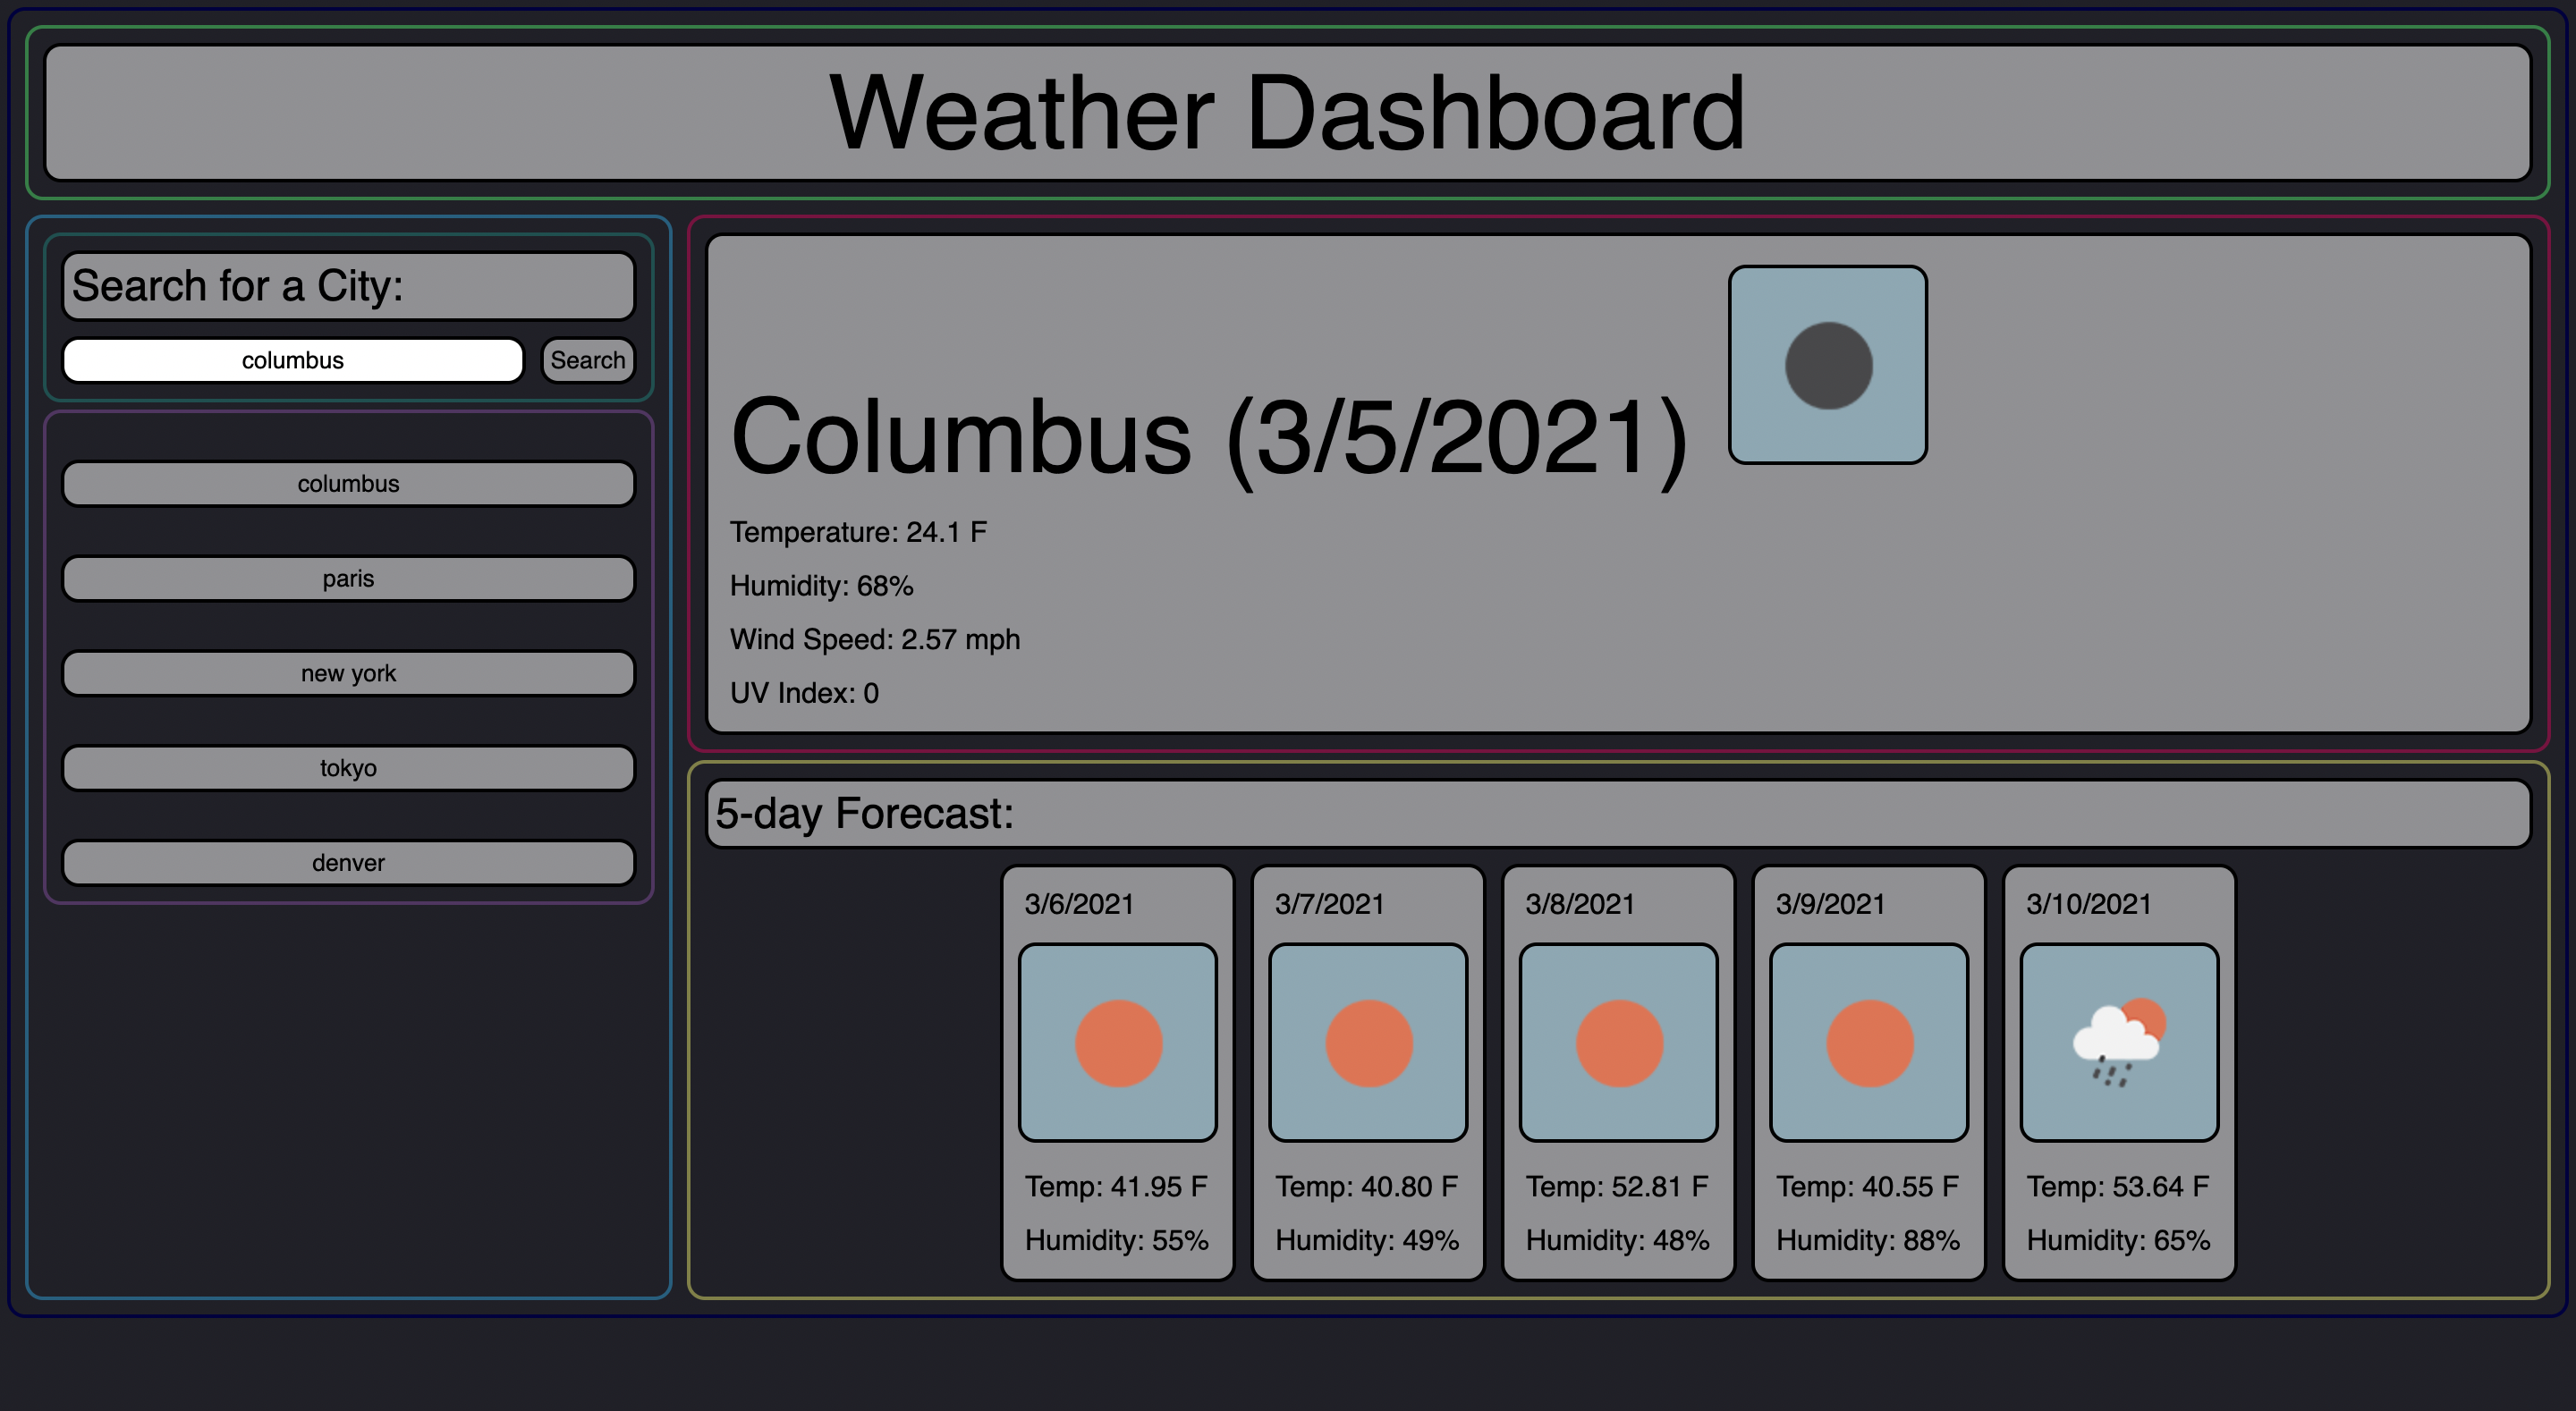 Weather Dashboard
Search for a City:
columbus
Search
columbus
paris
new york
tokyo
denver
Columbus (3/5/2021)
Temperature: 24.1 F
Humidity: 68%
Wind Speed: 2.57 mph
UV Index: 0
5-day Forecast:
3/6/2021
Temp: 41.95 F
Humidity: 55%
3/7/2021
Temp: 40.80 F
Humidity: 49%
3/8/2021
Temp: 52.81 F
Humidity: 48%
3/9/2021
Temp: 40.55 F
Humidity: 88%
3/10/2021
Temp: 53.64 F
Humidity: 65%